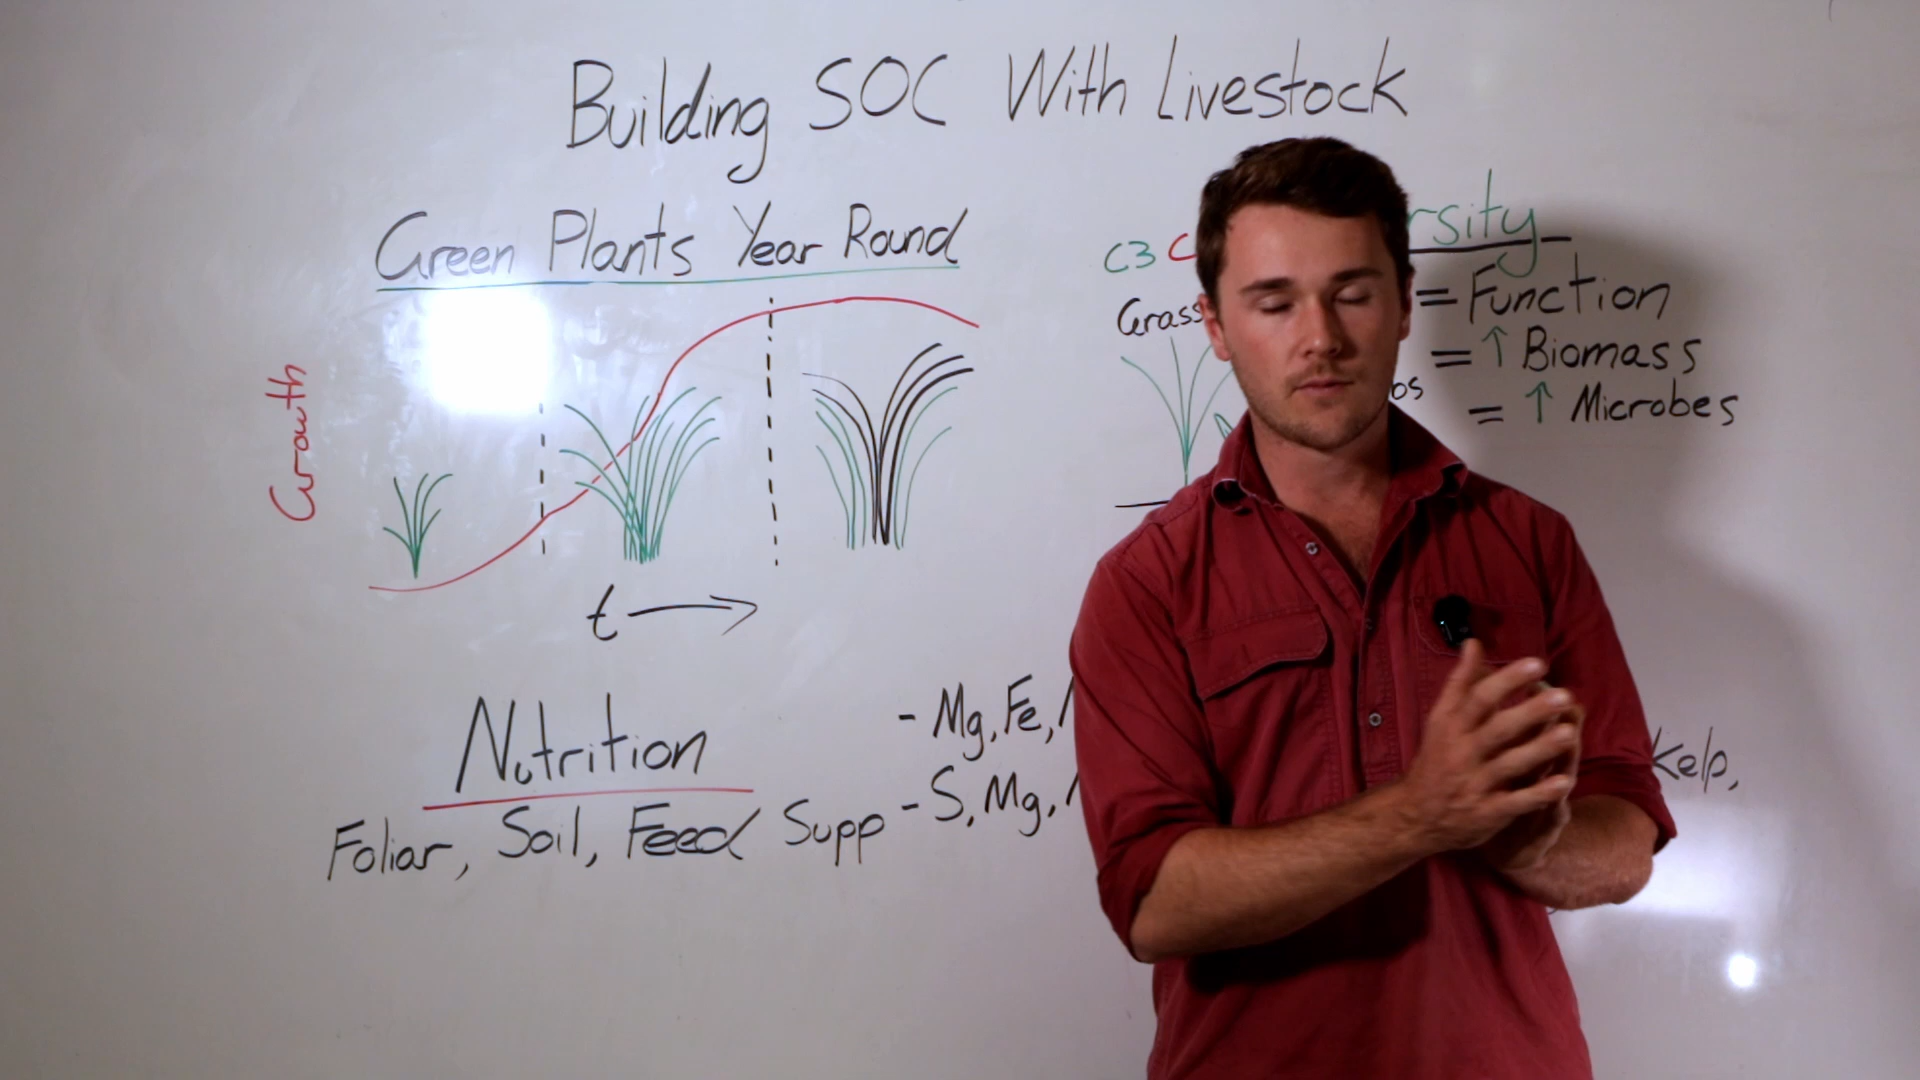 Building SOC With Livestock
Green Plants Year Round
C3
Grass
= Function
= ↑ Biomass
= ↑ Microbes
Growth
t →
Nutrition
Foliar, Soil, Feed Supp
- Mg, Fe,
- S, Mg,
Kelp,